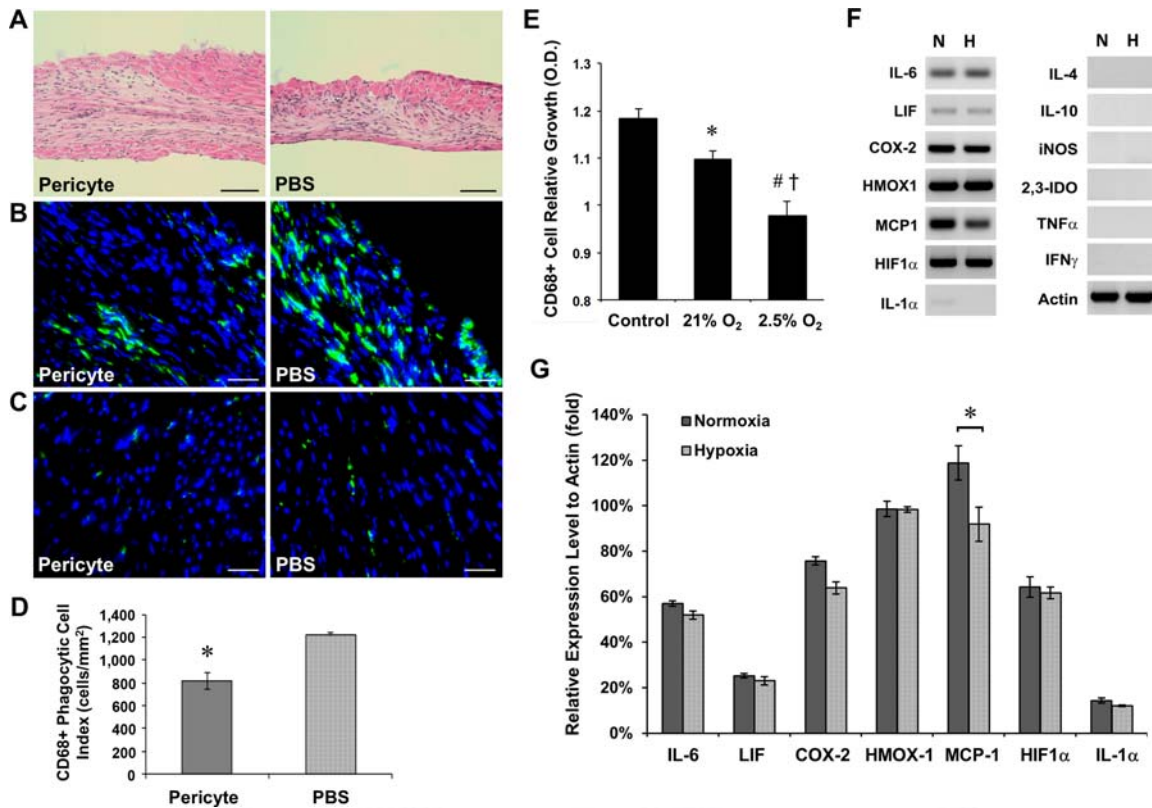 A
Pericyte
PBS
B
Pericyte
PBS
C
Pericyte
PBS
D
CD68+ Phagocytic Cell
Index (cells/mm²)
1,400
1,200
1,000
800
600
400
200
0
*
Pericyte
PBS
E
CD68+ Cell Relative Growth (O.D.)
1.3
1.2
1.1
1
0.9
0.8
*
# †
Control
21% O₂
2.5% O₂
F
N H
IL-6
LIF
COX-2
HMOX1
MCP1
HIF1α
IL-1α
N H
IL-4
IL-10
iNOS
2,3-IDO
TNFα
IFNγ
Actin
G
Relative Expression Level to Actin (fold)
140%
120%
100%
80%
60%
40%
20%
0%
Normoxia
Hypoxia
*
IL-6
LIF
COX-2
HMOX-1
MCP-1
HIF1α
IL-1α